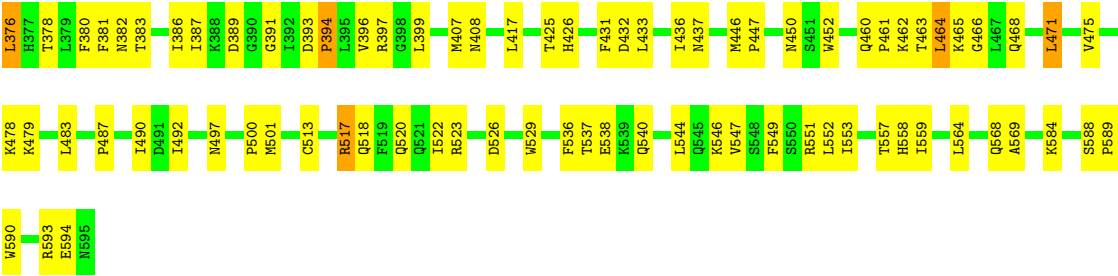 L376 H377 T378 L379 F380 F381 N382 T383 I386 I387 K388 D389 G390 G391 I392 D393 P394 L395 V396 R397 G398 L399 M407 N408 L417 T425 H426 F431 D432 L433 I436 N437 M446 P447 N450 S451 W452 Q460 P461 K462 T463 L464 K465 G466 L467 Q468 L471 V475
K478 K479 L483 P487 I490 D491 I492 N497 P500 M501 C513 R517 Q518 F519 Q520 Q521 I522 R523 D526 W529 F536 T537 E538 K539 Q540 L544 Q545 K546 V547 S548 F549 S550 R551 L552 I553 T557 H558 I559 L564 Q568 A569 K584 S588 P589
W590 R593 E594 N595